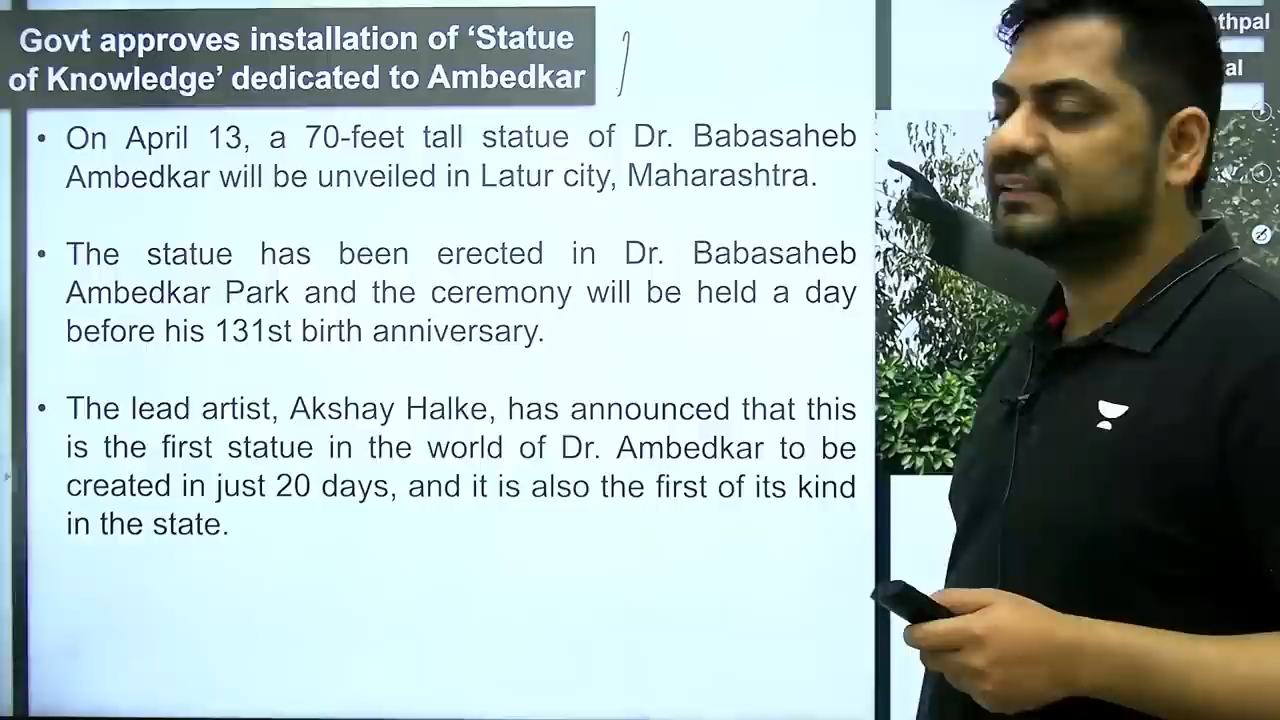 Govt approves installation of ‘Statue
of Knowledge’ dedicated to Ambedkar
• On April 13, a 70-feet tall statue of Dr. Babasaheb
Ambedkar will be unveiled in Latur city, Maharashtra.
• The statue has been erected in Dr. Babasaheb
Ambedkar Park and the ceremony will be held a day
before his 131st birth anniversary.
• The lead artist, Akshay Halke, has announced that this
is the first statue in the world of Dr. Ambedkar to be
created in just 20 days, and it is also the first of its kind
in the state.
thpal
al